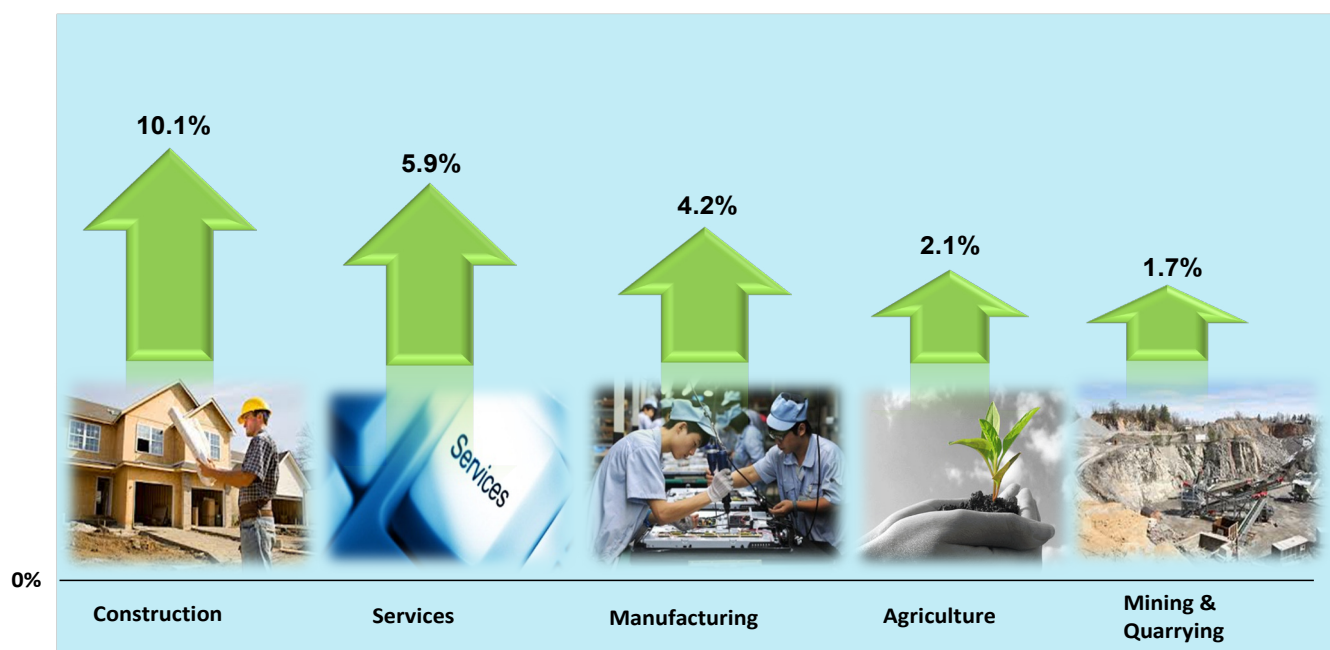 10.1%
5.9%
4.2%
2.1%
1.7%
Services
0%
Construction
Services
Manufacturing
Agriculture
Mining &
Quarrying